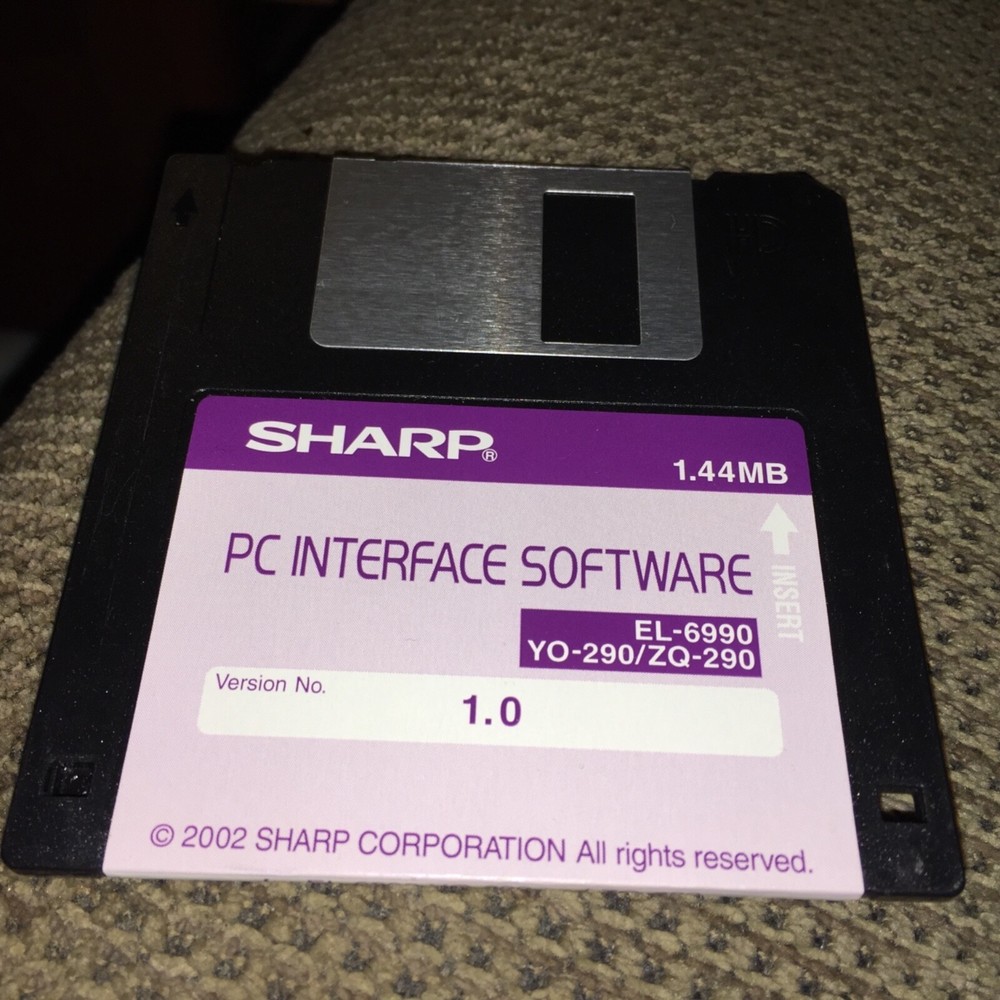 HD
SHARP®
1.44MB
INSERT
PC INTERFACE SOFTWARE
EL-6990
YO-290/ZQ-290
Version No.
1.0
© 2002 SHARP CORPORATION All rights reserved.